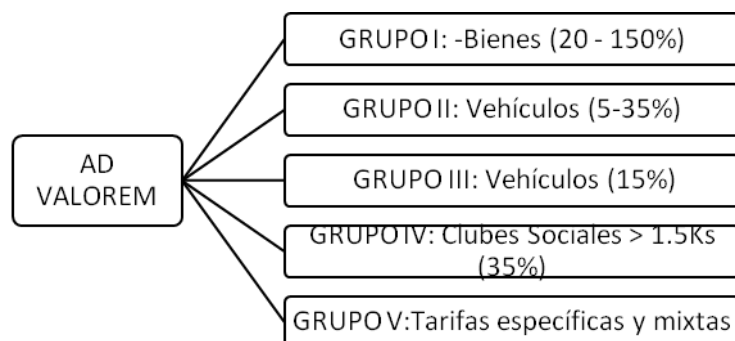 GRUPO I: -Bienes (20 - 150%)
GRUPO II: Vehículos (5-35%)
AD
VALOREM
GRUPO III: Vehículos (15%)
GRUPO IV: Clubes Sociales > 1.5Ks
(35%)
GRUPO V:Tarifas específicas y mixtas